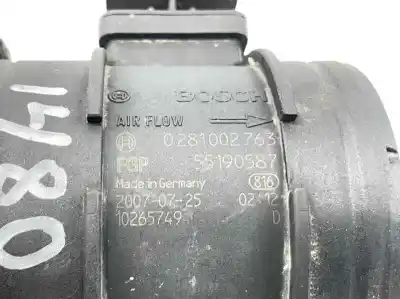 BOSCH
AIR FLOW
0281002763
FGP 55190587
Made in Germany 816
2007-07-25 02:12
10265749 D
1480